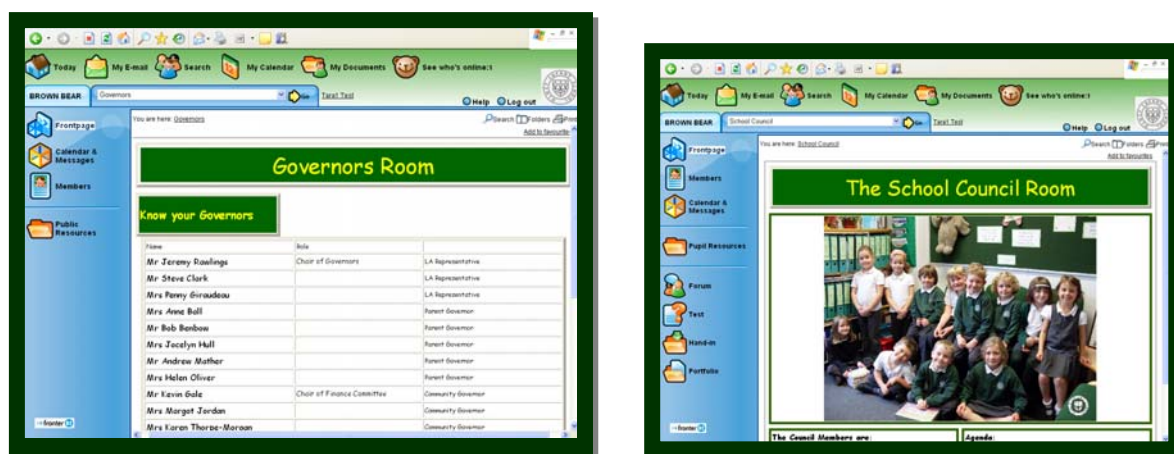 Today My E-mail Search My Calendar My Documents See who's online:1
BROWN BEAR Governors Go Tara1 Test Help Log out
You are here: Governors Search Folders Print
Add to favourites
Frontpage
Calendar & Messages
Members
Public Resources
Governors Room
Know your Governors
Name Role
Mr Jeremy Rawlings Chair of Governors LA Representative
Mr Steve Clark LA Representative
Mrs Penny Giraudeau LA Representative
Mrs Anne Ball Parent Governor
Mr Bob Benbow Parent Governor
Mrs Jocelyn Hull Parent Governor
Mr Andrew Mather Parent Governor
Mrs Helen Oliver Parent Governor
Mr Kevin Gale Chair of Finance Committee Community Governor
Mrs Margot Jordan Community Governor
Mrs Karen Thorpe-Morgan Community Governor
fronter
Today My E-mail Search My Calendar My Documents See who's online:1
BROWN BEAR School Council Go Tara1 Test Help Log out
You are here: School Council Search Folders Print
Add to favourites
Frontpage
Members
Calendar & Messages
Pupil Resources
Forum
Test
Hand-in
Portfolio
The School Council Room
The Council Members are: Agenda:
fronter